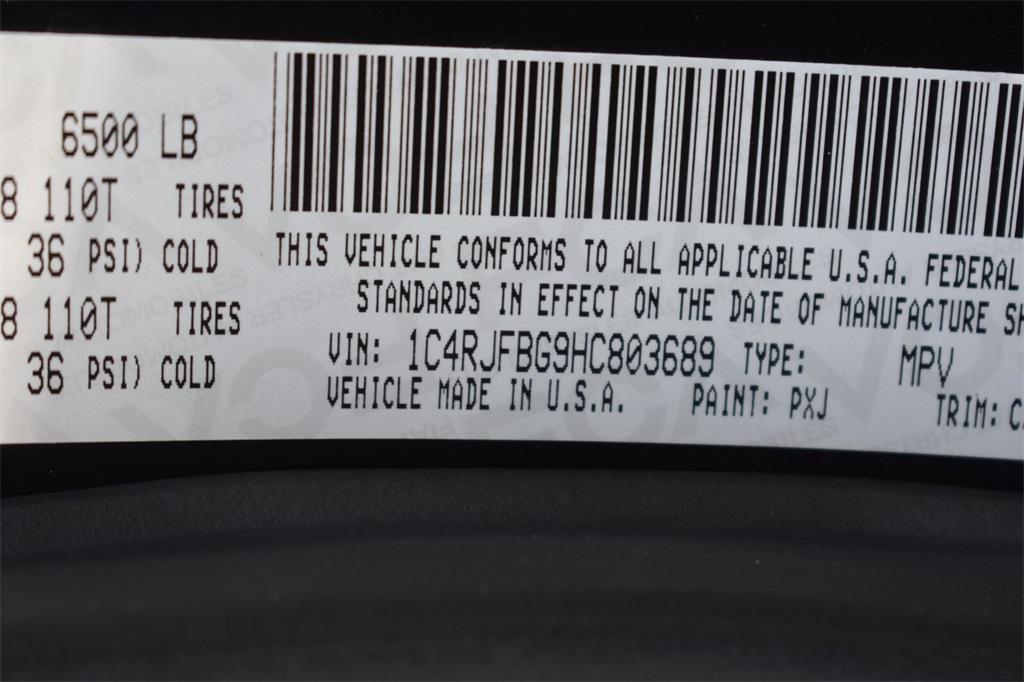 6500 LB
8 110T TIRES
36 PSI) COLD
8 110T TIRES
36 PSI) COLD
THIS VEHICLE CONFORMS TO ALL APPLICABLE U.S.A. FEDERAL
STANDARDS IN EFFECT ON THE DATE OF MANUFACTURE SH
VIN: 1C4RJFBG9HC803689 TYPE: MPV
VEHICLE MADE IN U.S.A. PAINT: PXJ TRIM: C